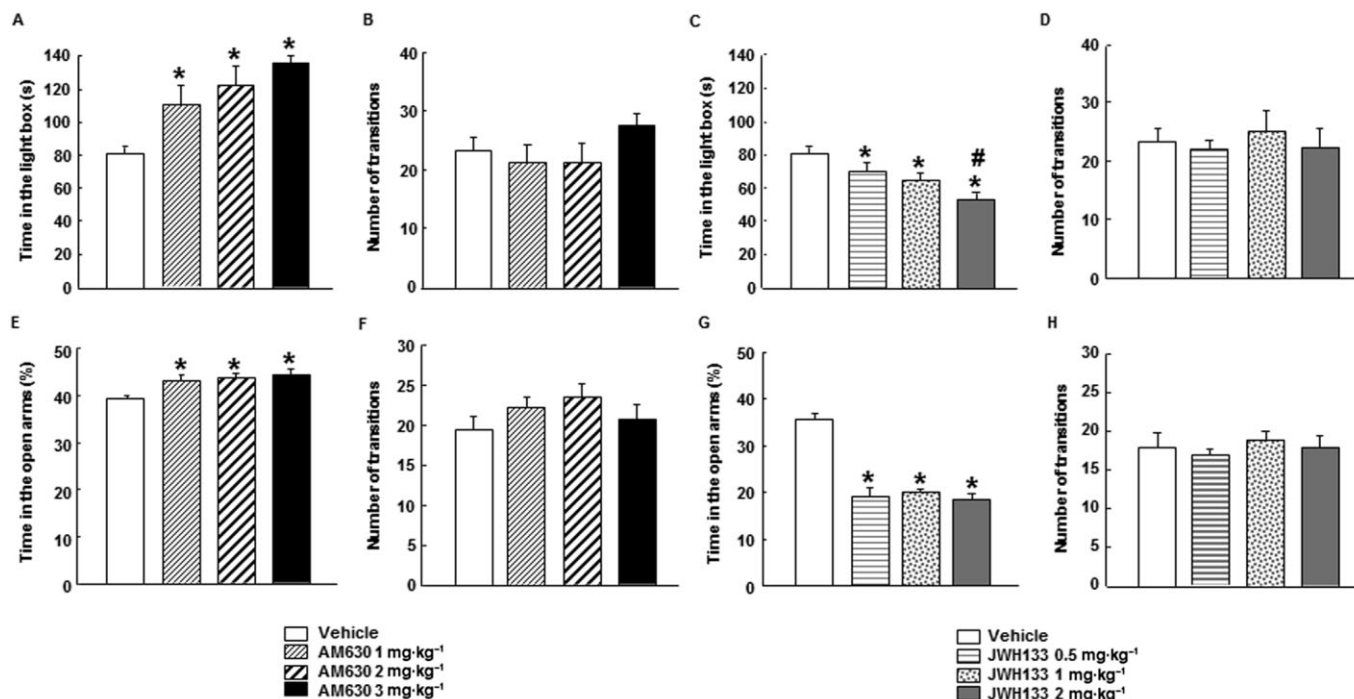 A
Time in the light box (s)
140
120
100
80
60
40
20
0
* * *
B
Number of transitions
40
30
20
10
0
C
Time in the light box (s)
140
120
100
80
60
40
20
0
* * # *
D
Number of transitions
40
30
20
10
0
E
Time in the open arms (%)
50
40
30
20
10
0
* * *
F
Number of transitions
30
25
20
15
10
5
0
G
Time in the open arms (%)
50
40
30
20
10
0
* * *
H
Number of transitions
30
25
20
15
10
5
0
Vehicle
AM630 1 mg·kg⁻¹
AM630 2 mg·kg⁻¹
AM630 3 mg·kg⁻¹
Vehicle
JWH133 0.5 mg·kg⁻¹
JWH133 1 mg·kg⁻¹
JWH133 2 mg·kg⁻¹